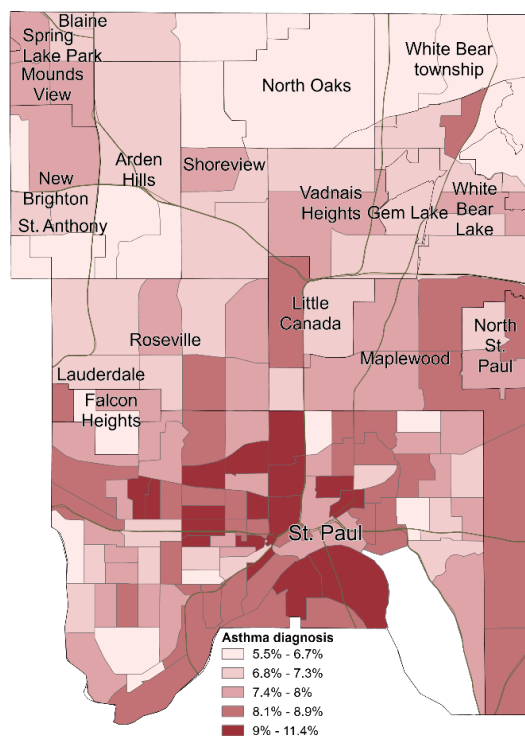 Blaine
Spring
Lake Park
Mounds
View
White Bear
township
North Oaks
New
Brighton
Arden
Hills
Shoreview
Vadnais
Heights
Gem Lake
White
Bear
Lake
St. Anthony
Little
Canada
Roseville
North
St.
Paul
Maplewood
Lauderdale
Falcon
Heights
St. Paul
Asthma diagnosis
5.5% - 6.7%
6.8% - 7.3%
7.4% - 8%
8.1% - 8.9%
9% - 11.4%